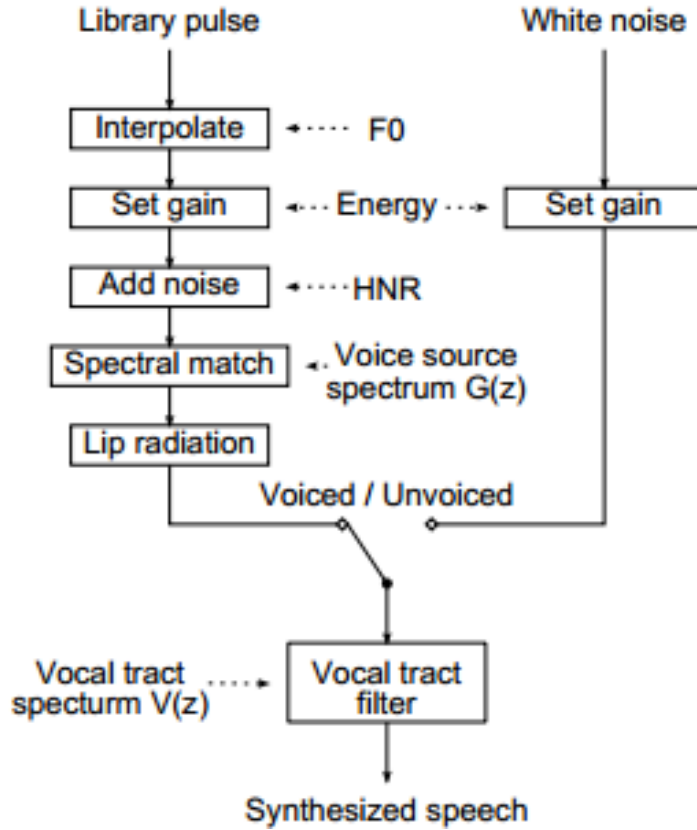 Library pulse
White noise
Interpolate
F0
Set gain
Energy
Set gain
Add noise
HNR
Spectral match
Voice source
spectrum G(z)
Lip radiation
Voiced / Unvoiced
Vocal tract
specturm V(z)
Vocal tract
filter
Synthesized speech